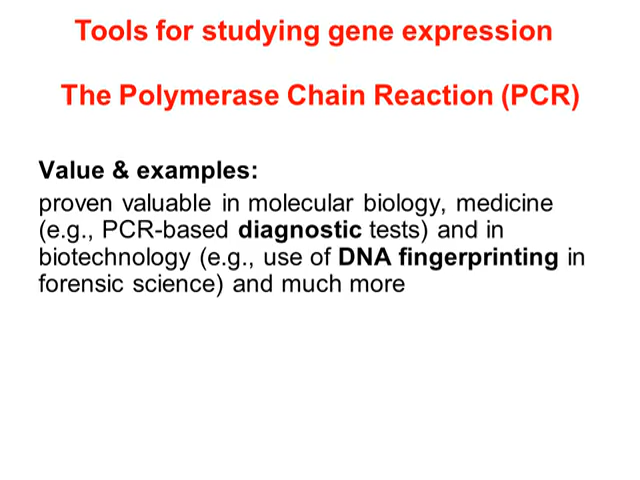 Tools for studying gene expression
The Polymerase Chain Reaction (PCR)
Value & examples:
proven valuable in molecular biology, medicine
(e.g., PCR-based diagnostic tests) and in
biotechnology (e.g., use of DNA fingerprinting in
forensic science) and much more